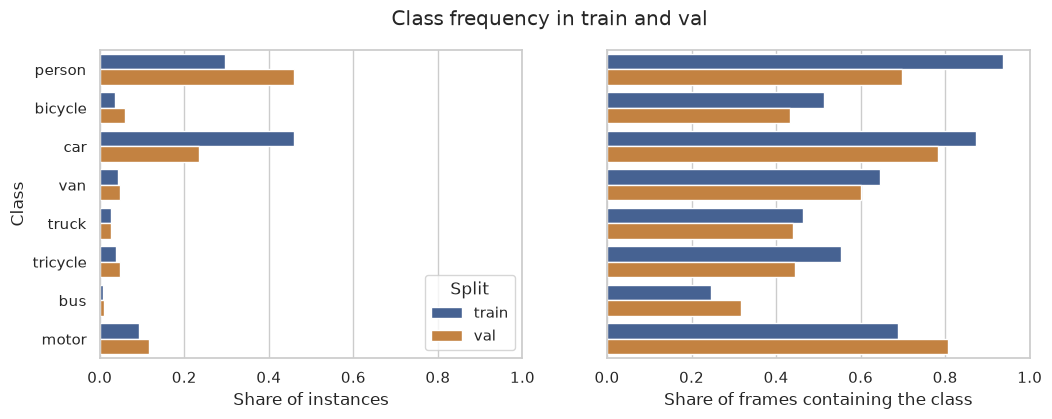 Class frequency in train and val
Class
person
bicycle
car
van
truck
tricycle
bus
motor
Split
train
val
0.0 0.2 0.4 0.6 0.8 1.0
Share of instances
0.0 0.2 0.4 0.6 0.8 1.0
Share of frames containing the class